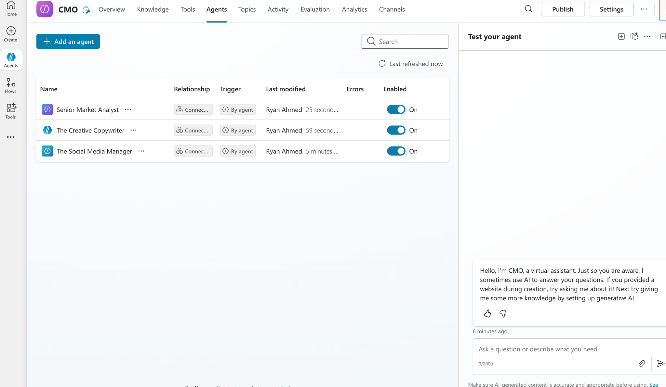 Home
CMO
Overview
Knowledge
Tools
Agents
Topics
Activity
Evaluation
Analytics
Channels
Publish
Settings
Create
Agents
Flows
Tools
Add an agent
Search
Last refreshed now
Name
Relationship
Trigger
Last modified
Errors
Enabled
Senior Market Analyst
Connec...
By agent
Ryan Ahmed 25 second...
On
The Creative Copywriter
Connec...
By agent
Ryan Ahmed 59 second...
On
The Social Media Manager
Connec...
By agent
Ryan Ahmed 5 minutes ...
On
Test your agent
Hello, I'm CMO, a virtual assistant. Just so you are aware, I
sometimes use AI to answer your questions. If you provided a
website during creation, try asking me about it! Next try giving
me some more knowledge by setting up generative AI
6 minutes ago
Ask a question or describe what you need
0/2000
Make sure AI-generated content is accurate and appropriate before using. See